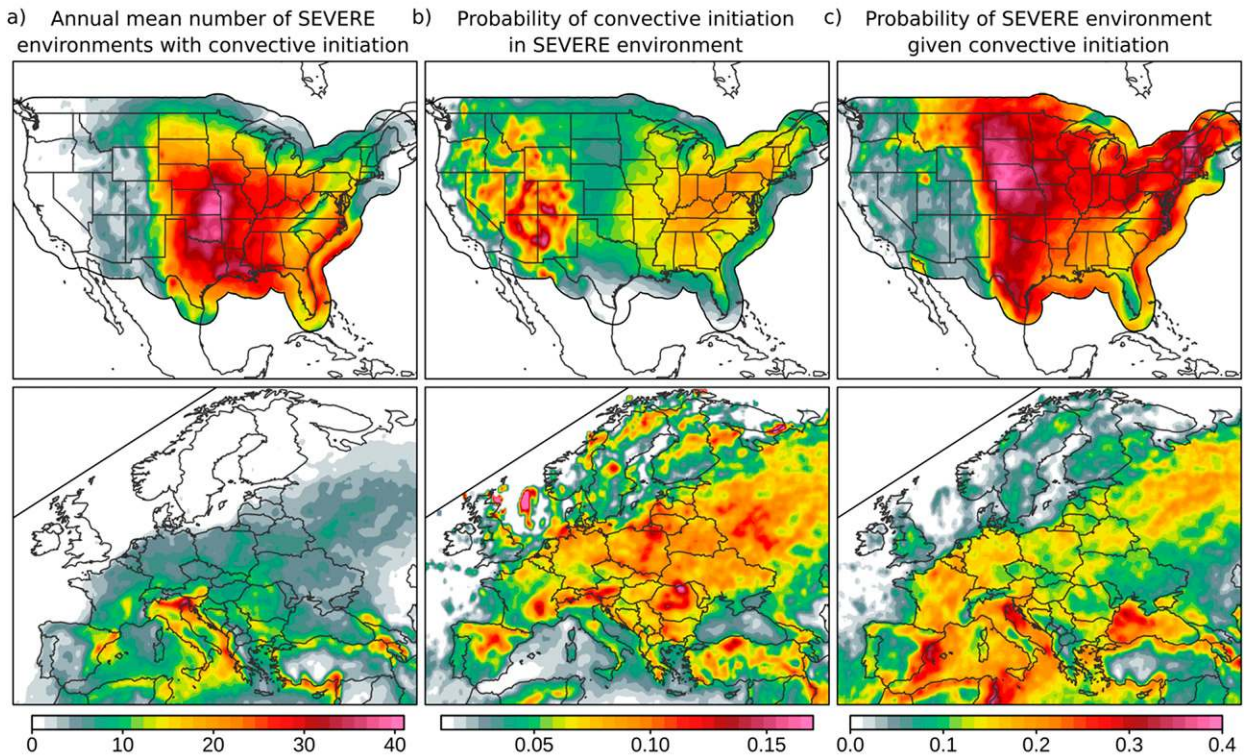 a) Annual mean number of SEVERE
environments with convective initiation
b) Probability of convective initiation
in SEVERE environment
c) Probability of SEVERE environment
given convective initiation
0 10 20 30 40
0.05 0.10 0.15
0.0 0.1 0.2 0.3 0.4